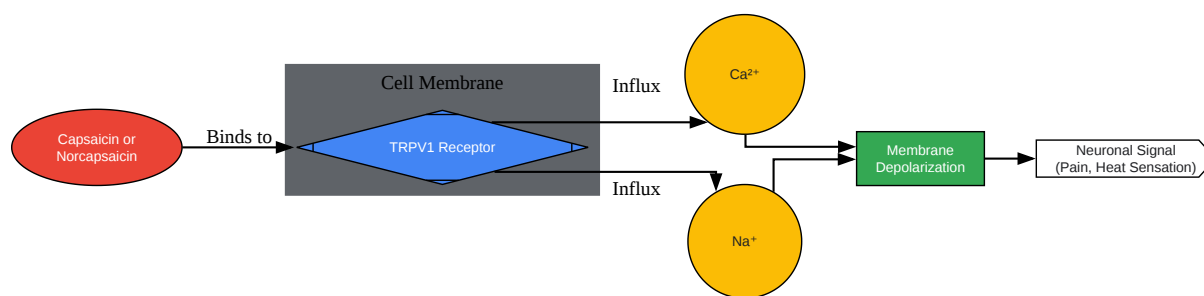 Cell Membrane
Capsaicin or
Norcapsaicin
Binds to
TRPV1 Receptor
Influx
Influx
Ca²⁺
Na⁺
Membrane
Depolarization
Neuronal Signal
(Pain, Heat Sensation)